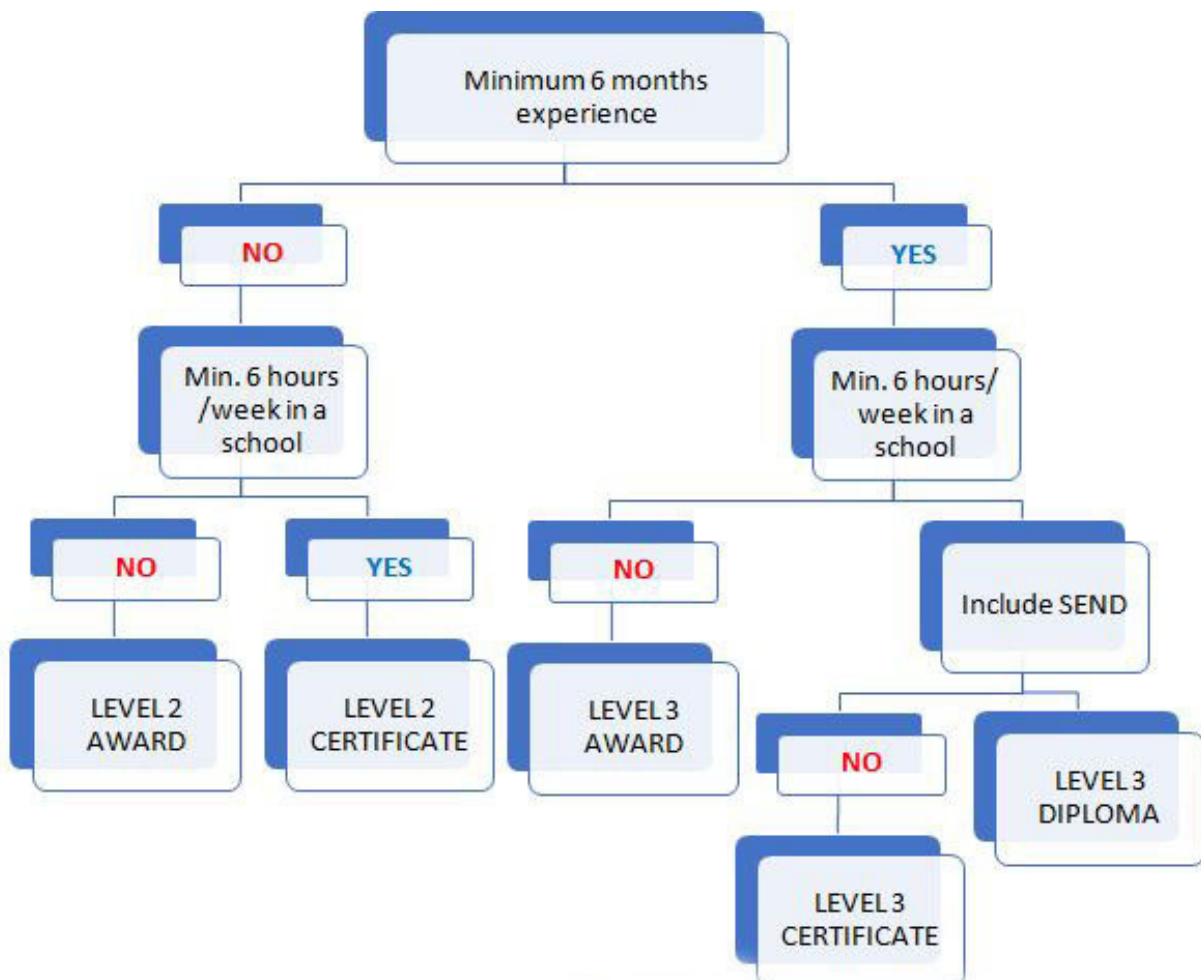 Minimum 6 months
experience
NO
YES
Min. 6 hours
/week in a
school
Min. 6 hours/
week in a
school
NO
YES
NO
Include SEND
LEVEL 2
AWARD
LEVEL 2
CERTIFICATE
LEVEL 3
AWARD
NO
LEVEL 3
DIPLOMA
LEVEL 3
CERTIFICATE